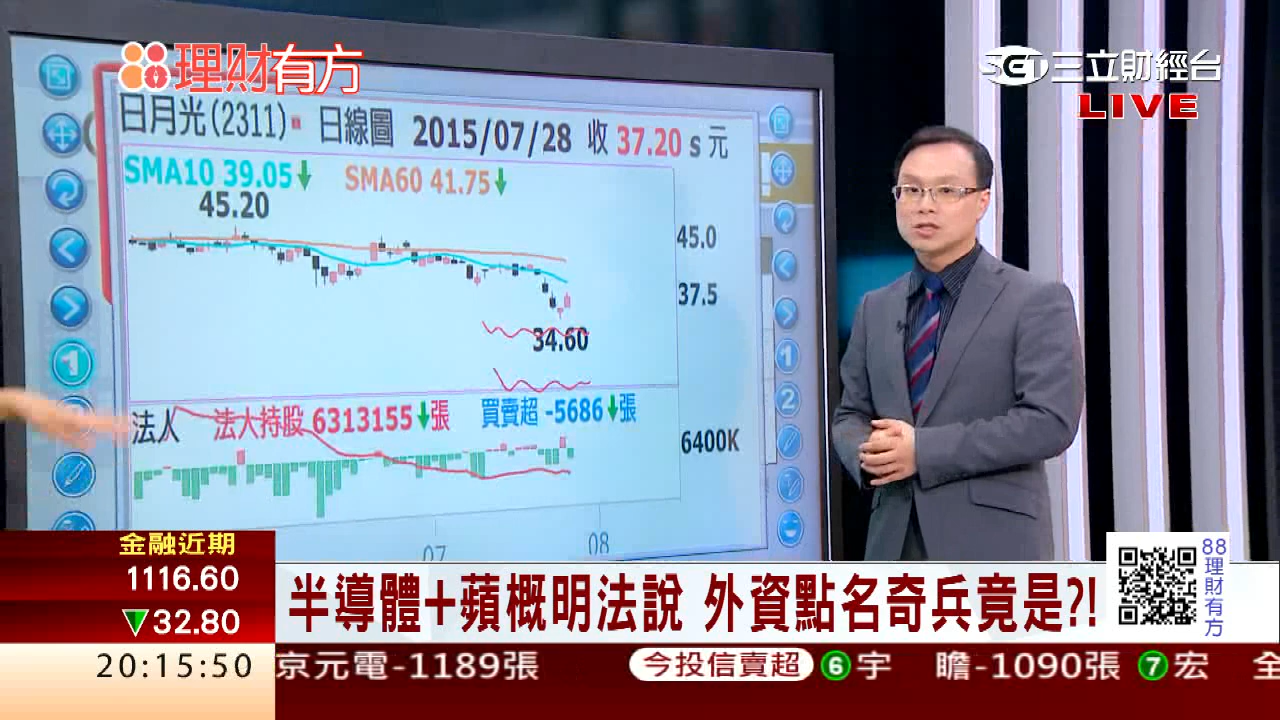 理財有方
三立財經台
LIVE
日月光(2311) 日線圖 2015/07/28 收 37.20 s 元
SMA10 39.05↓ SMA60 41.75↓
45.20
45.0
37.5
34.60
法人 法人持股 6313155↓張 買賣超 -5686↓張
6400K
07 08
金融近期
1116.60
▼32.80
半導體+蘋概明法說 外資點名奇兵竟是?!
88理財有方
20:15:50
京元電-1189張 今投信賣超 6宇 瞻-1090張 7宏 全